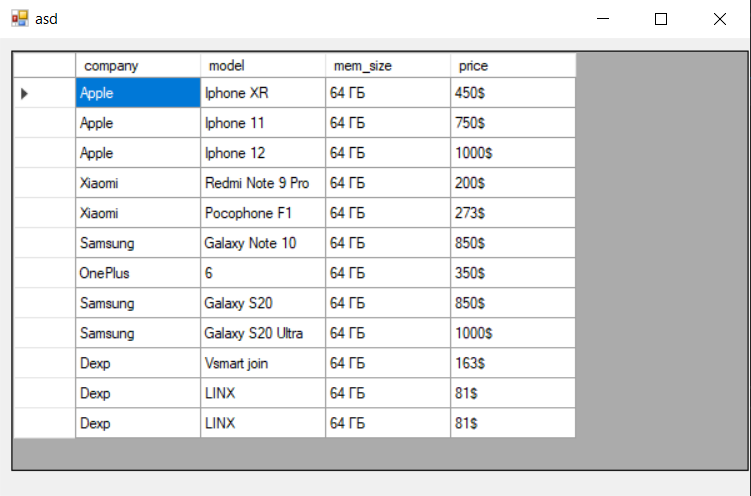 asd
company model mem_size price
Apple Iphone XR 64 ГБ 450$
Apple Iphone 11 64 ГБ 750$
Apple Iphone 12 64 ГБ 1000$
Xiaomi Redmi Note 9 Pro 64 ГБ 200$
Xiaomi Pocophone F1 64 ГБ 273$
Samsung Galaxy Note 10 64 ГБ 850$
OnePlus 6 64 ГБ 350$
Samsung Galaxy S20 64 ГБ 850$
Samsung Galaxy S20 Ultra 64 ГБ 1000$
Dexp Vsmart join 64 ГБ 163$
Dexp LINX 64 ГБ 81$
Dexp LINX 64 ГБ 81$